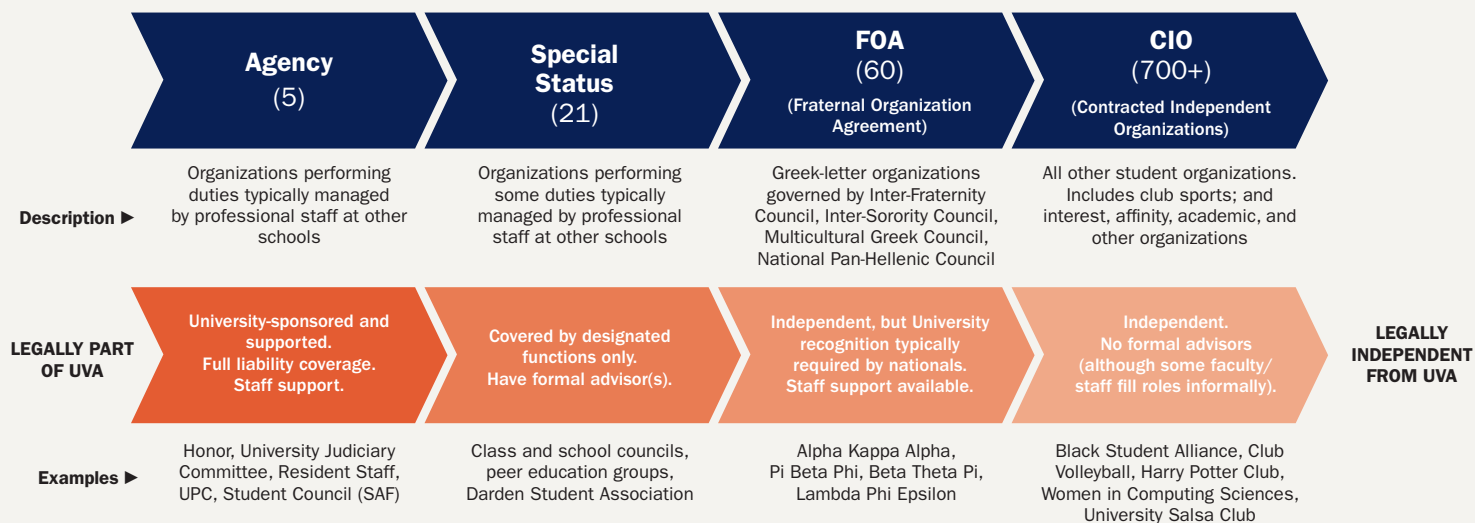 Agency
(5)
Special
Status
(21)
FOA
(60)
(Fraternal Organization
Agreement)
CIO
(700+)
(Contracted Independent
Organizations)
Description ►
Organizations performing
duties typically managed
by professional staff at other
schools
Organizations performing
some duties typically
managed by professional
staff at other schools
Greek-letter organizations
governed by Inter-Fraternity
Council, Inter-Sorority Council,
Multicultural Greek Council,
National Pan-Hellenic Council
All other student organizations.
Includes club sports; and
interest, affinity, academic, and
other organizations
LEGALLY PART
OF UVA
University-sponsored and
supported.
Full liability coverage.
Staff support.
Covered by designated
functions only.
Have formal advisor(s).
Independent, but University
recognition typically
required by nationals.
Staff support available.
Independent.
No formal advisors
(although some faculty/
staff fill roles informally).
LEGALLY
INDEPENDENT
FROM UVA
Examples ►
Honor, University Judiciary
Committee, Resident Staff,
UPC, Student Council (SAF)
Class and school councils,
peer education groups,
Darden Student Association
Alpha Kappa Alpha,
Pi Beta Phi, Beta Theta Pi,
Lambda Phi Epsilon
Black Student Alliance, Club
Volleyball, Harry Potter Club,
Women in Computing Sciences,
University Salsa Club